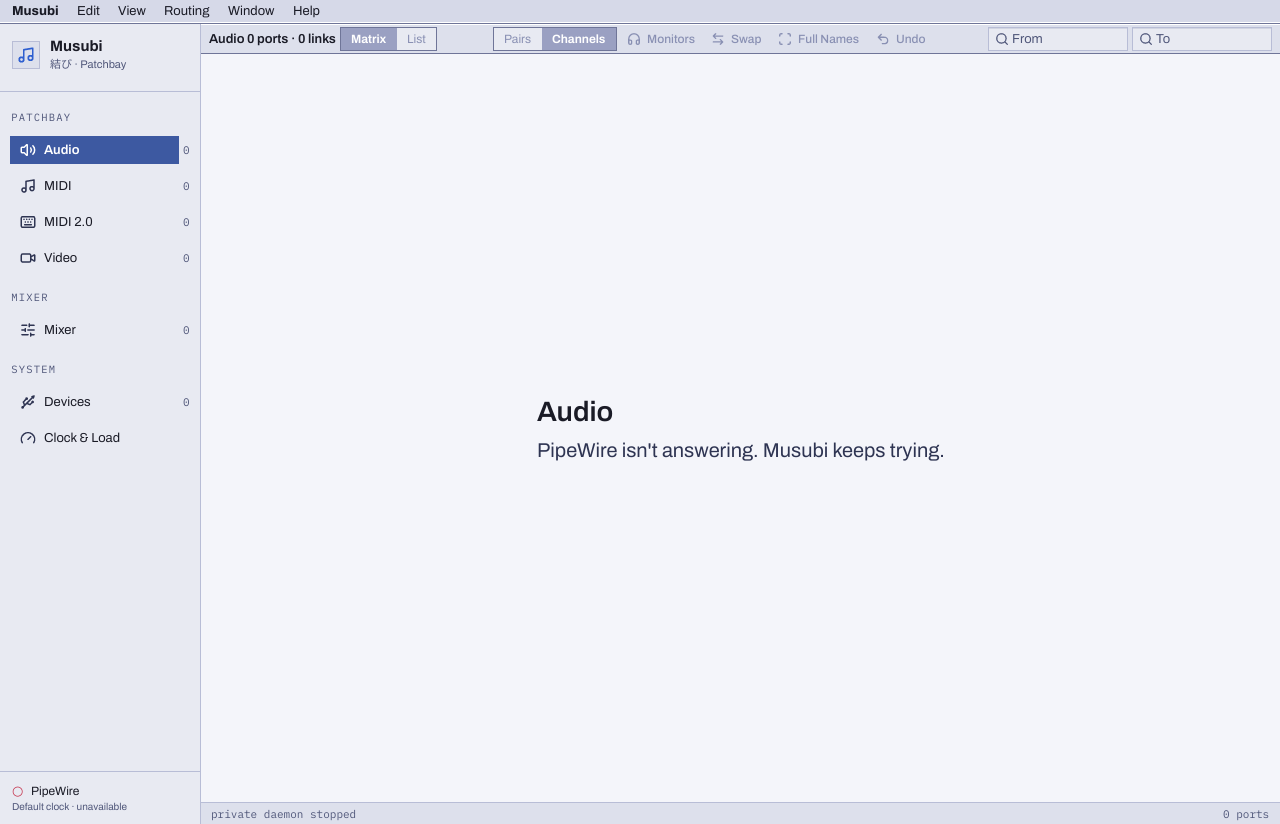 Musubi Edit View Routing Window Help
Musubi
結び · Patchbay
Audio 0 ports · 0 links Matrix List Pairs Channels Monitors Swap Full Names Undo From To
PATCHBAY
Audio 0
MIDI 0
MIDI 2.0 0
Video 0
MIXER
Mixer 0
SYSTEM
Devices 0
Clock & Load
Audio
PipeWire isn't answering. Musubi keeps trying.
PipeWire
Default clock · unavailable
private daemon stopped 0 ports